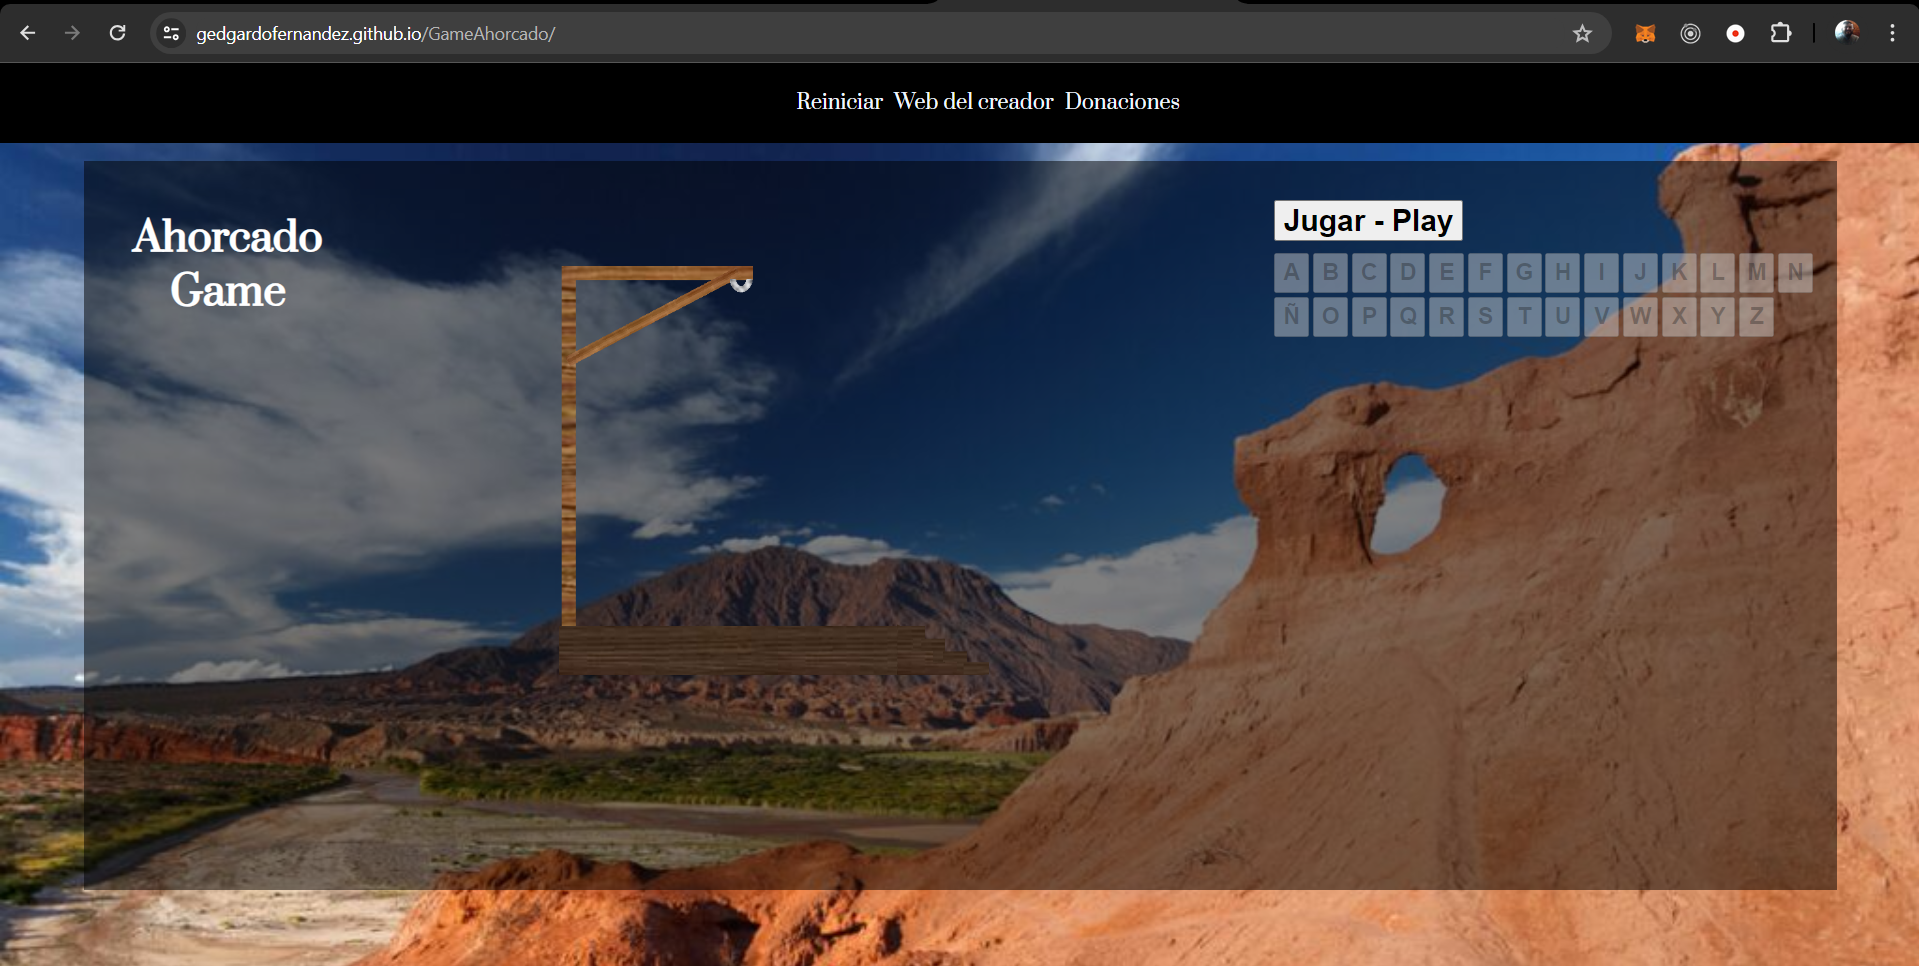 gedgardofernandez.github.io/GameAhorcado/
Reiniciar Web del creador Donaciones
Ahorcado
Game
Jugar - Play
A B C D E F G H I J K L M N
Ñ O P Q R S T U V W X Y Z